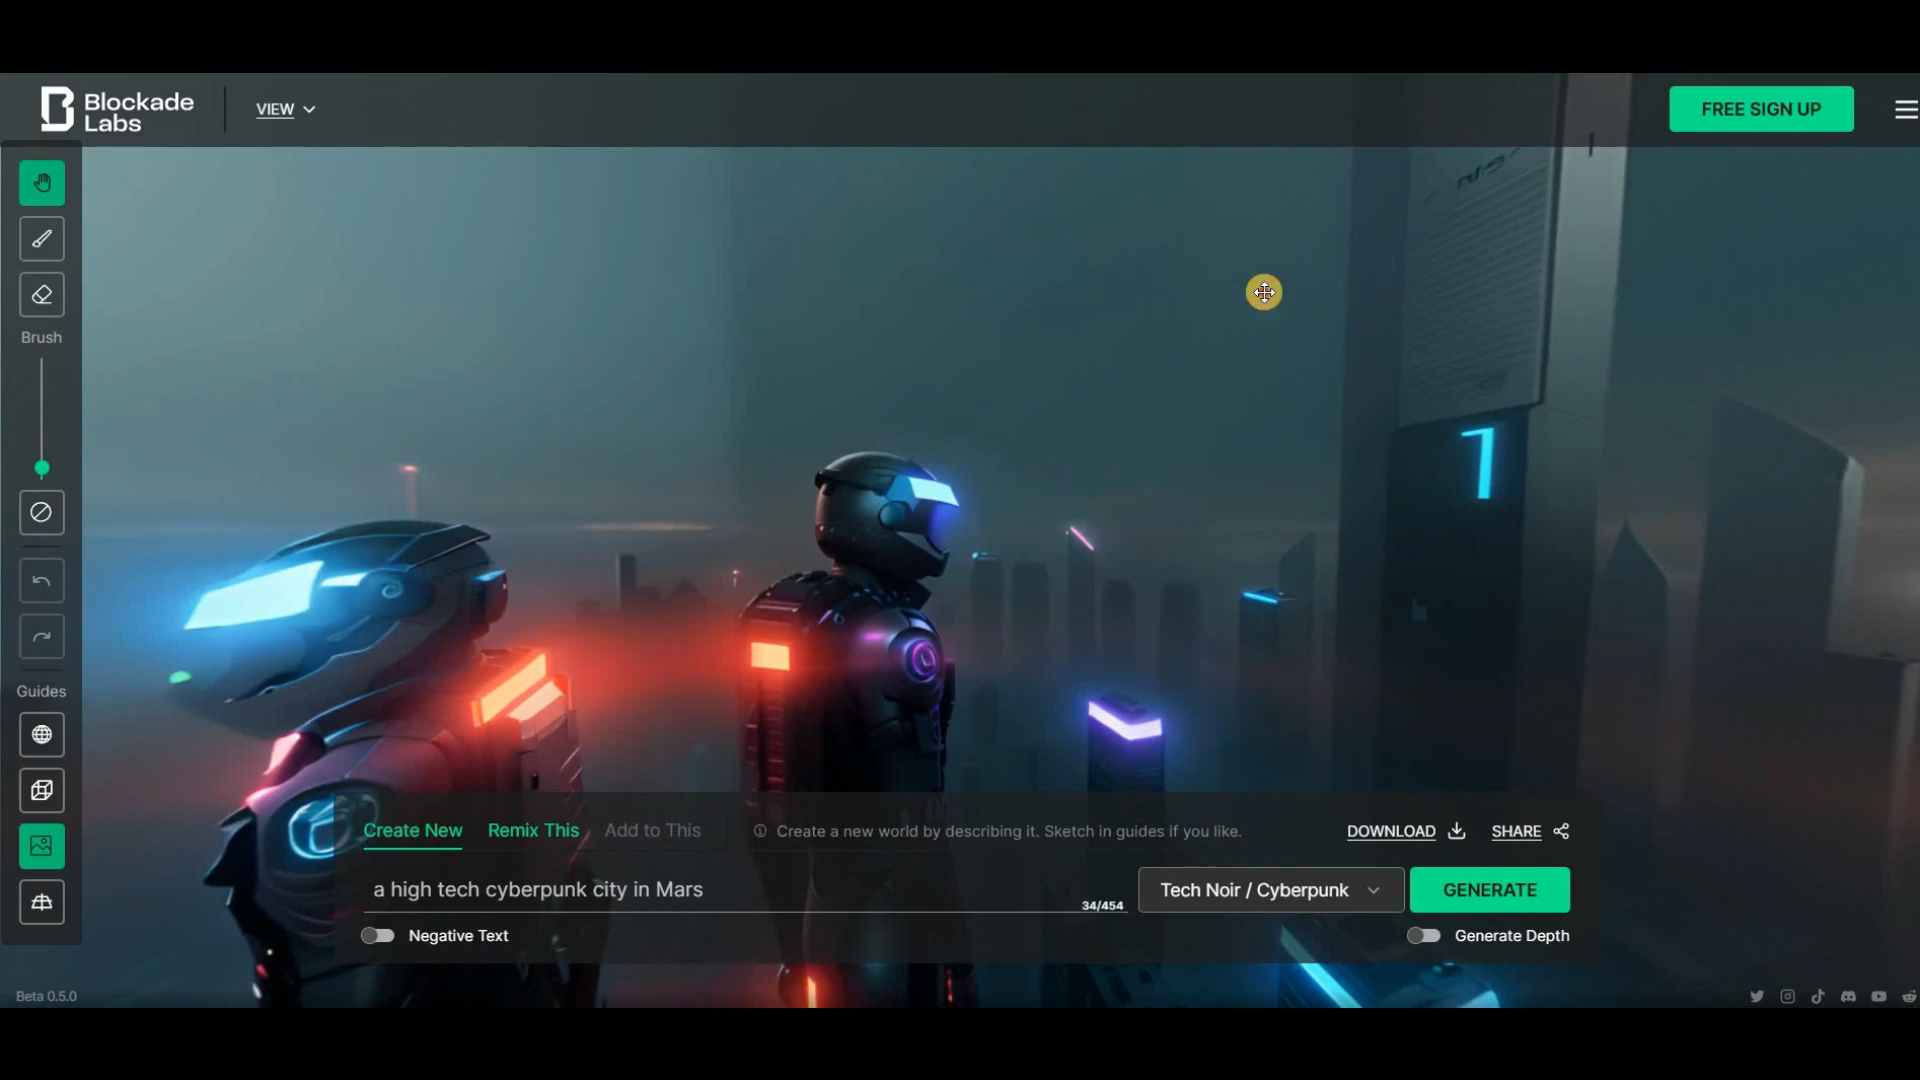 Blockade
Labs
VIEW
FREE SIGN UP
Brush
Guides
1
Create New
Remix This
Add to This
Create a new world by describing it. Sketch in guides if you like.
DOWNLOAD
SHARE
a high tech cyberpunk city in Mars
34/454
Tech Noir / Cyberpunk
GENERATE
Negative Text
Generate Depth
Beta 0.5.0